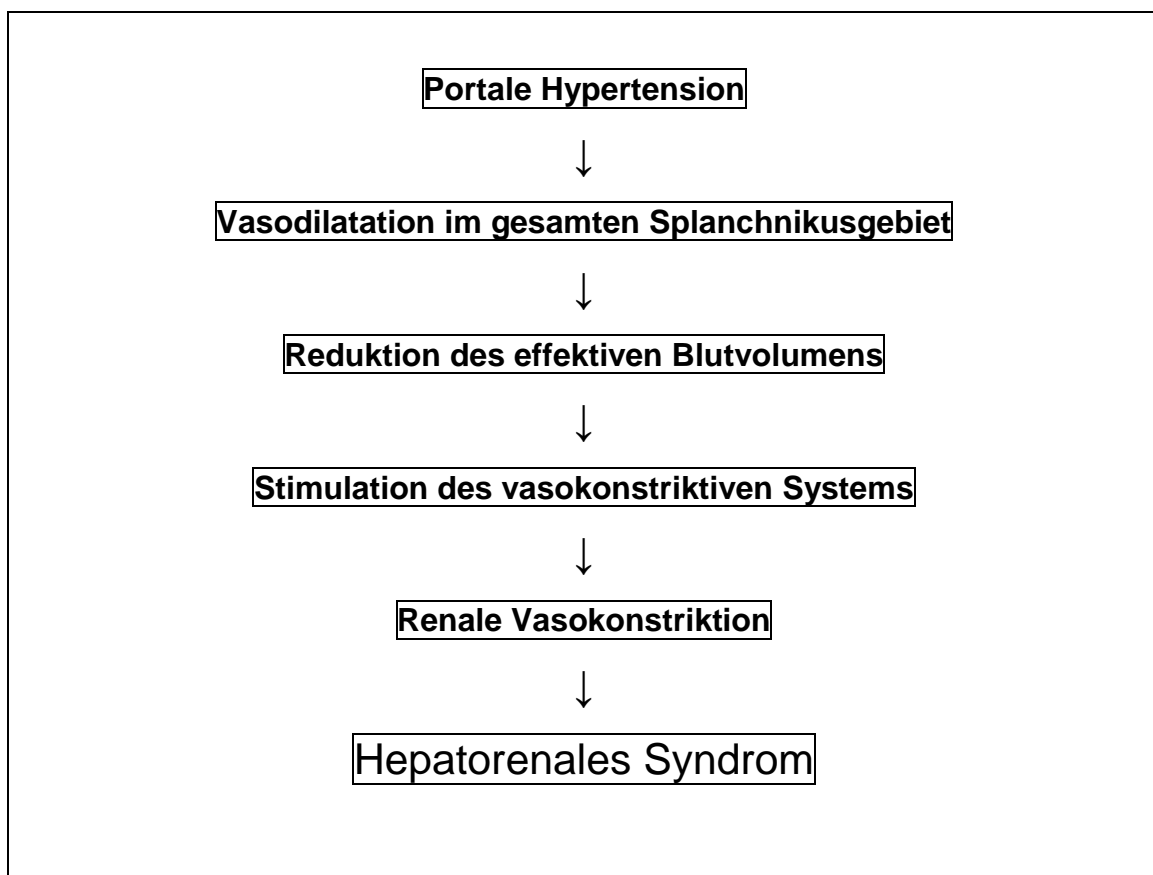 Portale Hypertension
↓
Vasodilatation im gesamten Splanchnikusgebiet
↓
Reduktion des effektiven Blutvolumens
↓
Stimulation des vasokonstriktiven Systems
↓
Renale Vasokonstriktion
↓
Hepatorenales Syndrom